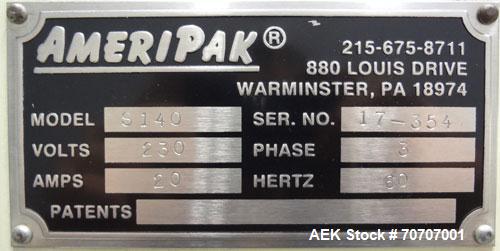 AMERIPAK®
215-675-8711
880 LOUIS DRIVE
WARMINSTER, PA 18974
MODEL S140 SER. NO. 17-354
VOLTS 230 PHASE 3
AMPS 20 HERTZ 60
PATENTS
AEK Stock # 70707001